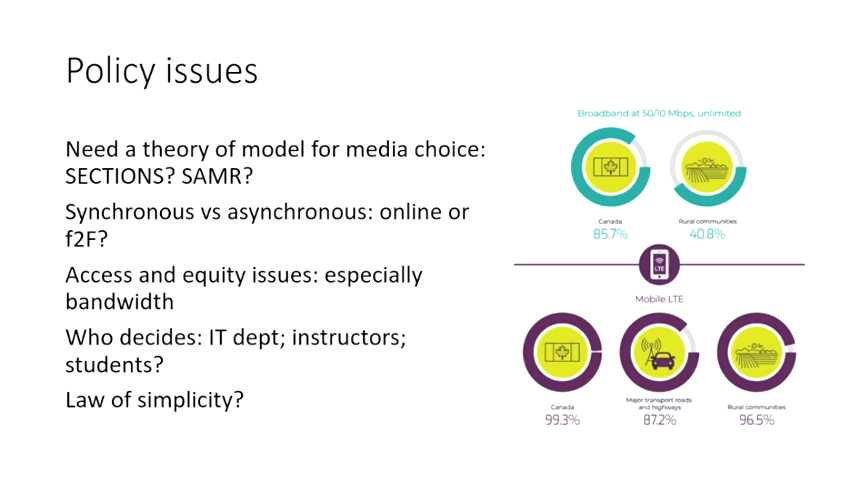 Policy issues
Need a theory of model for media choice:
SECTIONS? SAMR?
Synchronous vs asynchronous: online or
f2F?
Access and equity issues: especially
bandwidth
Who decides: IT dept; instructors;
students?
Law of simplicity?
Broadband at 50/10 Mbps, unlimited
Canada
85.7%
Rural communities
40.8%
LTE
Mobile LTE
Canada
99.3%
Major transport roads
and highways
87.2%
Rural communities
96.5%